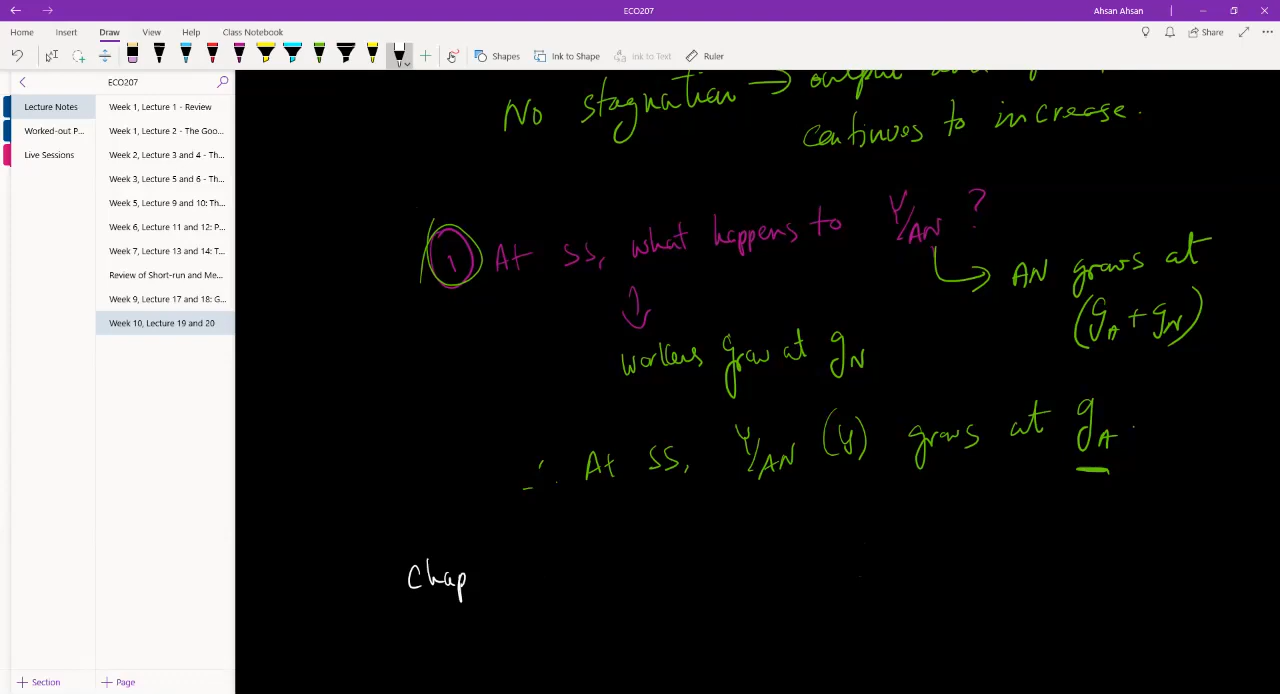 ECO207
Ahsan Ahsan
Home Insert Draw View Help Class Notebook
Share
Shapes Ink to Shape Ink to Text Ruler
ECO207
Lecture Notes
Worked-out P...
Live Sessions
Week 1, Lecture 1 - Review
Week 1, Lecture 2 - The Goo...
Week 2, Lecture 3 and 4 - Th...
Week 3, Lecture 5 and 6 - Th...
Week 5, Lecture 9 and 10: Th...
Week 6, Lecture 11 and 12: P...
Week 7, Lecture 13 and 14: T...
Review of Short-run and Me...
Week 9, Lecture 17 and 18: G...
Week 10, Lecture 19 and 20
No stagnation → output
continues to increase.
1 At SS, what happens to Y/AN ?
AN grows at
(gA + gN)
workers grow at gN
∴ At SS, Y/AN (y) grows at gA.
Chap
+ Section
+ Page